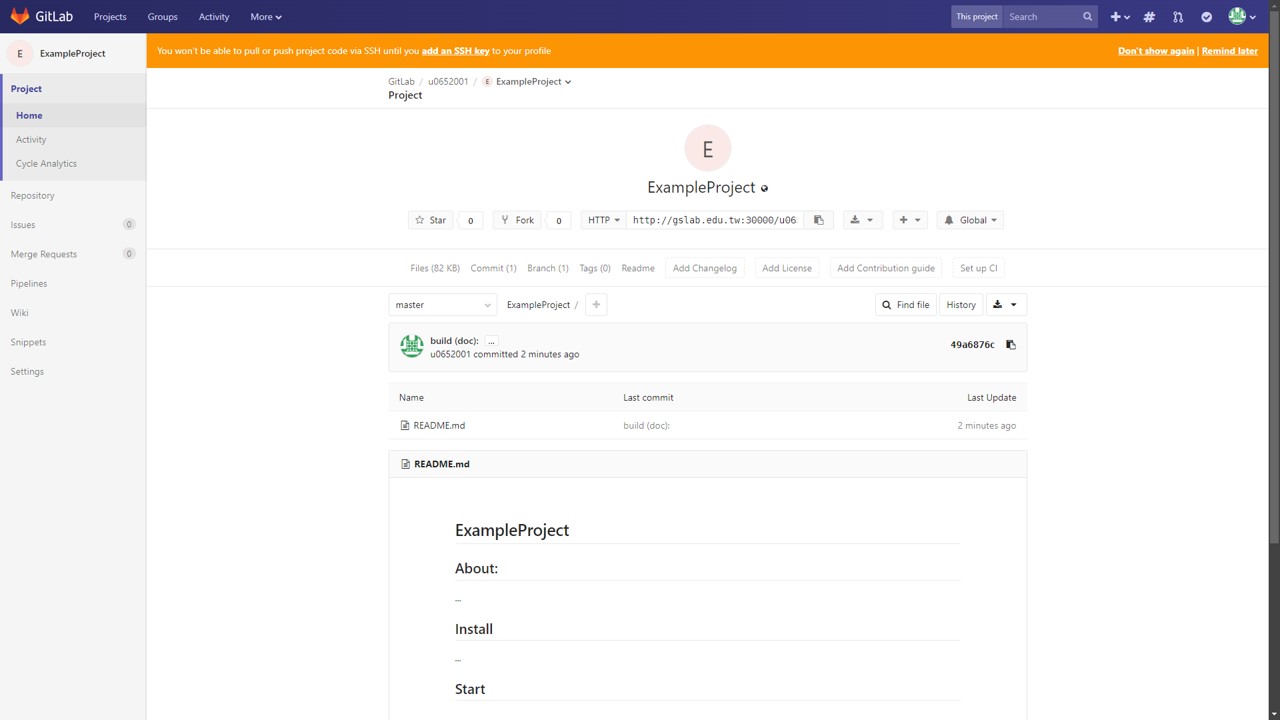 GitLab Projects Groups Activity More This project Search
E ExampleProject
You won't be able to pull or push project code via SSH until you add an SSH key to your profile Don't show again | Remind later
Project
Home
Activity
Cycle Analytics
Repository
Issues 0
Merge Requests 0
Pipelines
Wiki
Snippets
Settings
GitLab / u0652001 / E ExampleProject
Project
E
ExampleProject
Star 0 Fork 0 HTTP http://gslab.edu.tw:30000/u06 Global
Files (82 KB) Commit (1) Branch (1) Tags (0) Readme Add Changelog Add License Add Contribution guide Set up CI
master ExampleProject / Find file History
build (doc): ...
u0652001 committed 2 minutes ago
49a6876c
Name Last commit Last Update
README.md build (doc): 2 minutes ago
README.md
ExampleProject
About:
...
Install
...
Start